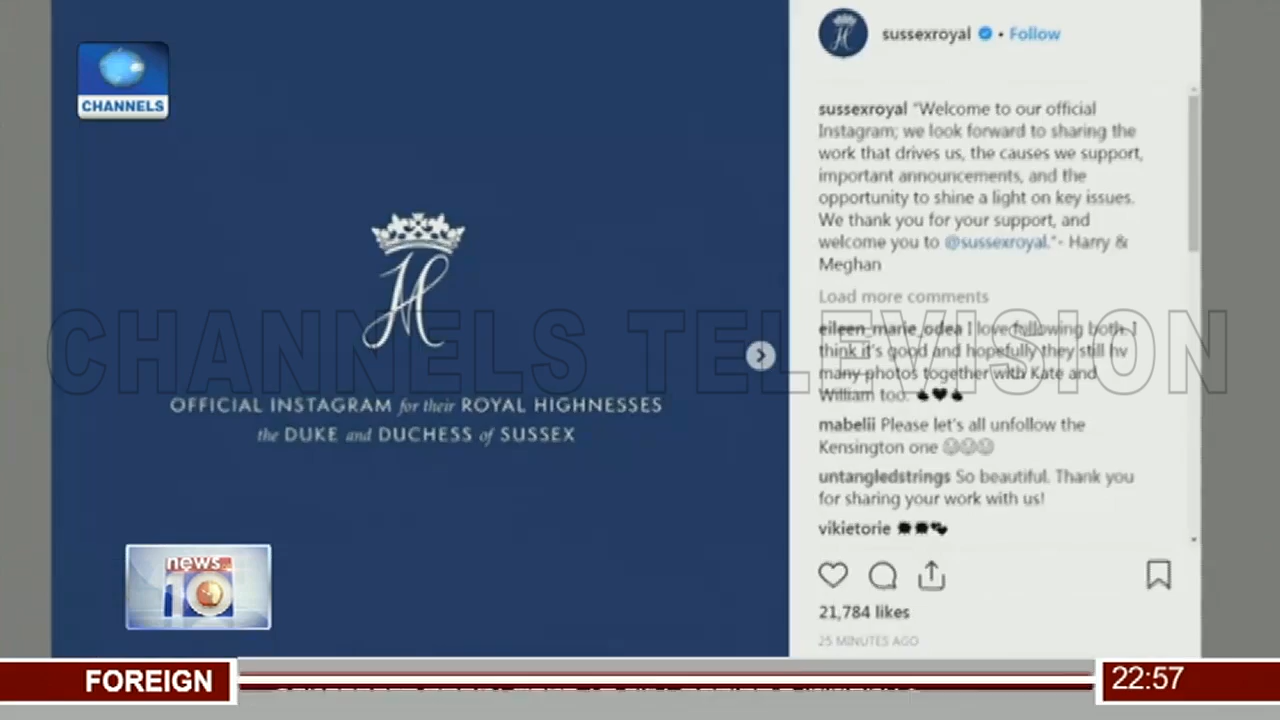 CHANNELS
sussexroyal • Follow
sussexroyal "Welcome to our official
Instagram; we look forward to sharing the
work that drives us, the causes we support,
important announcements, and the
opportunity to shine a light on key issues.
We thank you for your support, and
welcome you to @sussexroyal."- Harry &
Meghan
Load more comments
eileen_marie_odea I love following both. I
think it's good and hopefully they still hv
many photos together with Kate and
William too.
mabelii Please let's all unfollow the
Kensington one
untangledstrings So beautiful. Thank you
for sharing your work with us!
vikietorie
21,784 likes
25 MINUTES AGO
OFFICIAL INSTAGRAM for their ROYAL HIGHNESSES
the DUKE and DUCHESS of SUSSEX
CHANNELS TELEVISION
news
10
FOREIGN
22:57